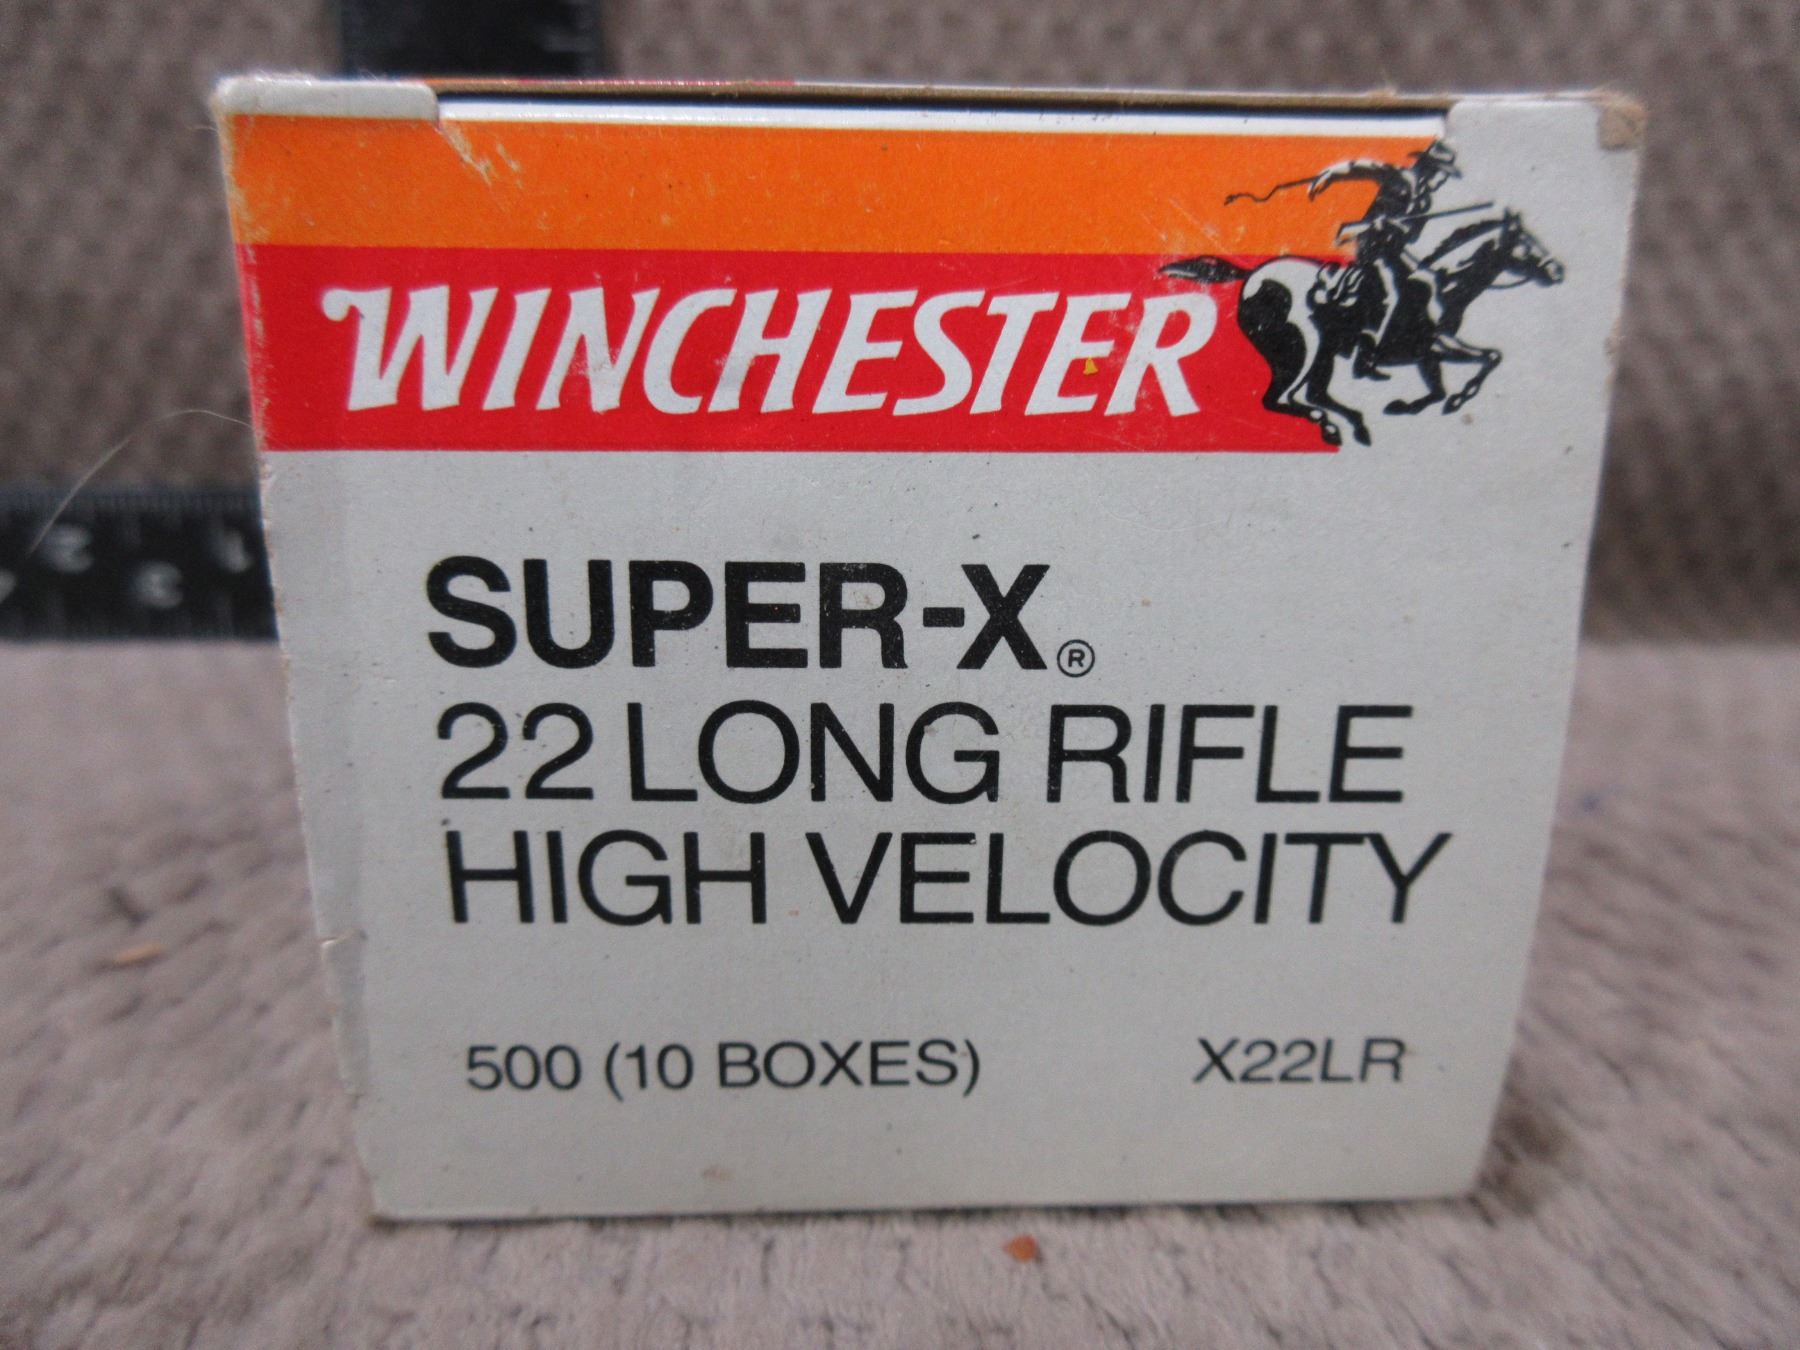 WINCHESTER
SUPER-X®
22 LONG RIFLE
HIGH VELOCITY
500 (10 BOXES) X22LR